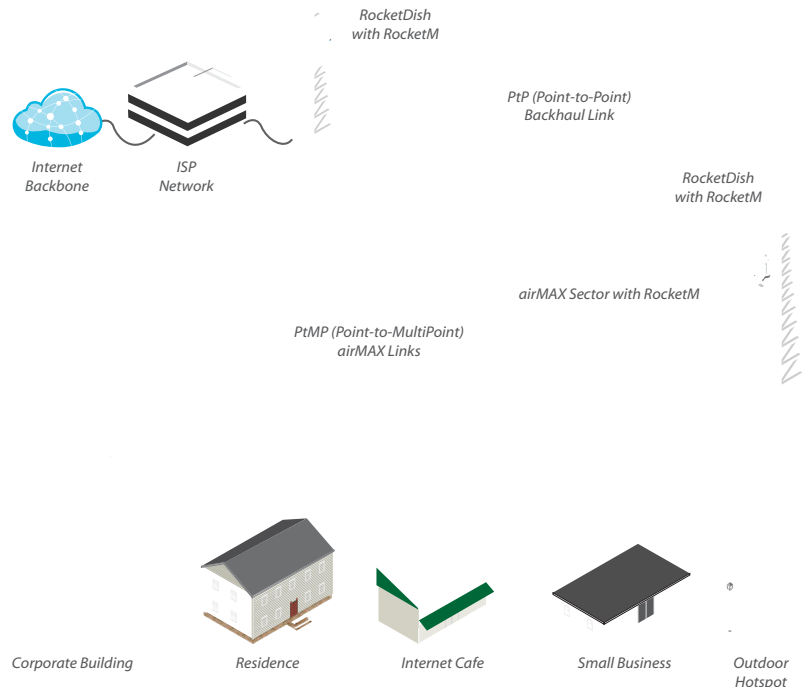 RocketDish
with RocketM
PtP (Point-to-Point)
Backhaul Link
Internet
Backbone
ISP
Network
RocketDish
with RocketM
airMAX Sector with RocketM
PtMP (Point-to-MultiPoint)
airMAX Links
Corporate Building
Residence
Internet Cafe
Small Business
Outdoor
Hotspot